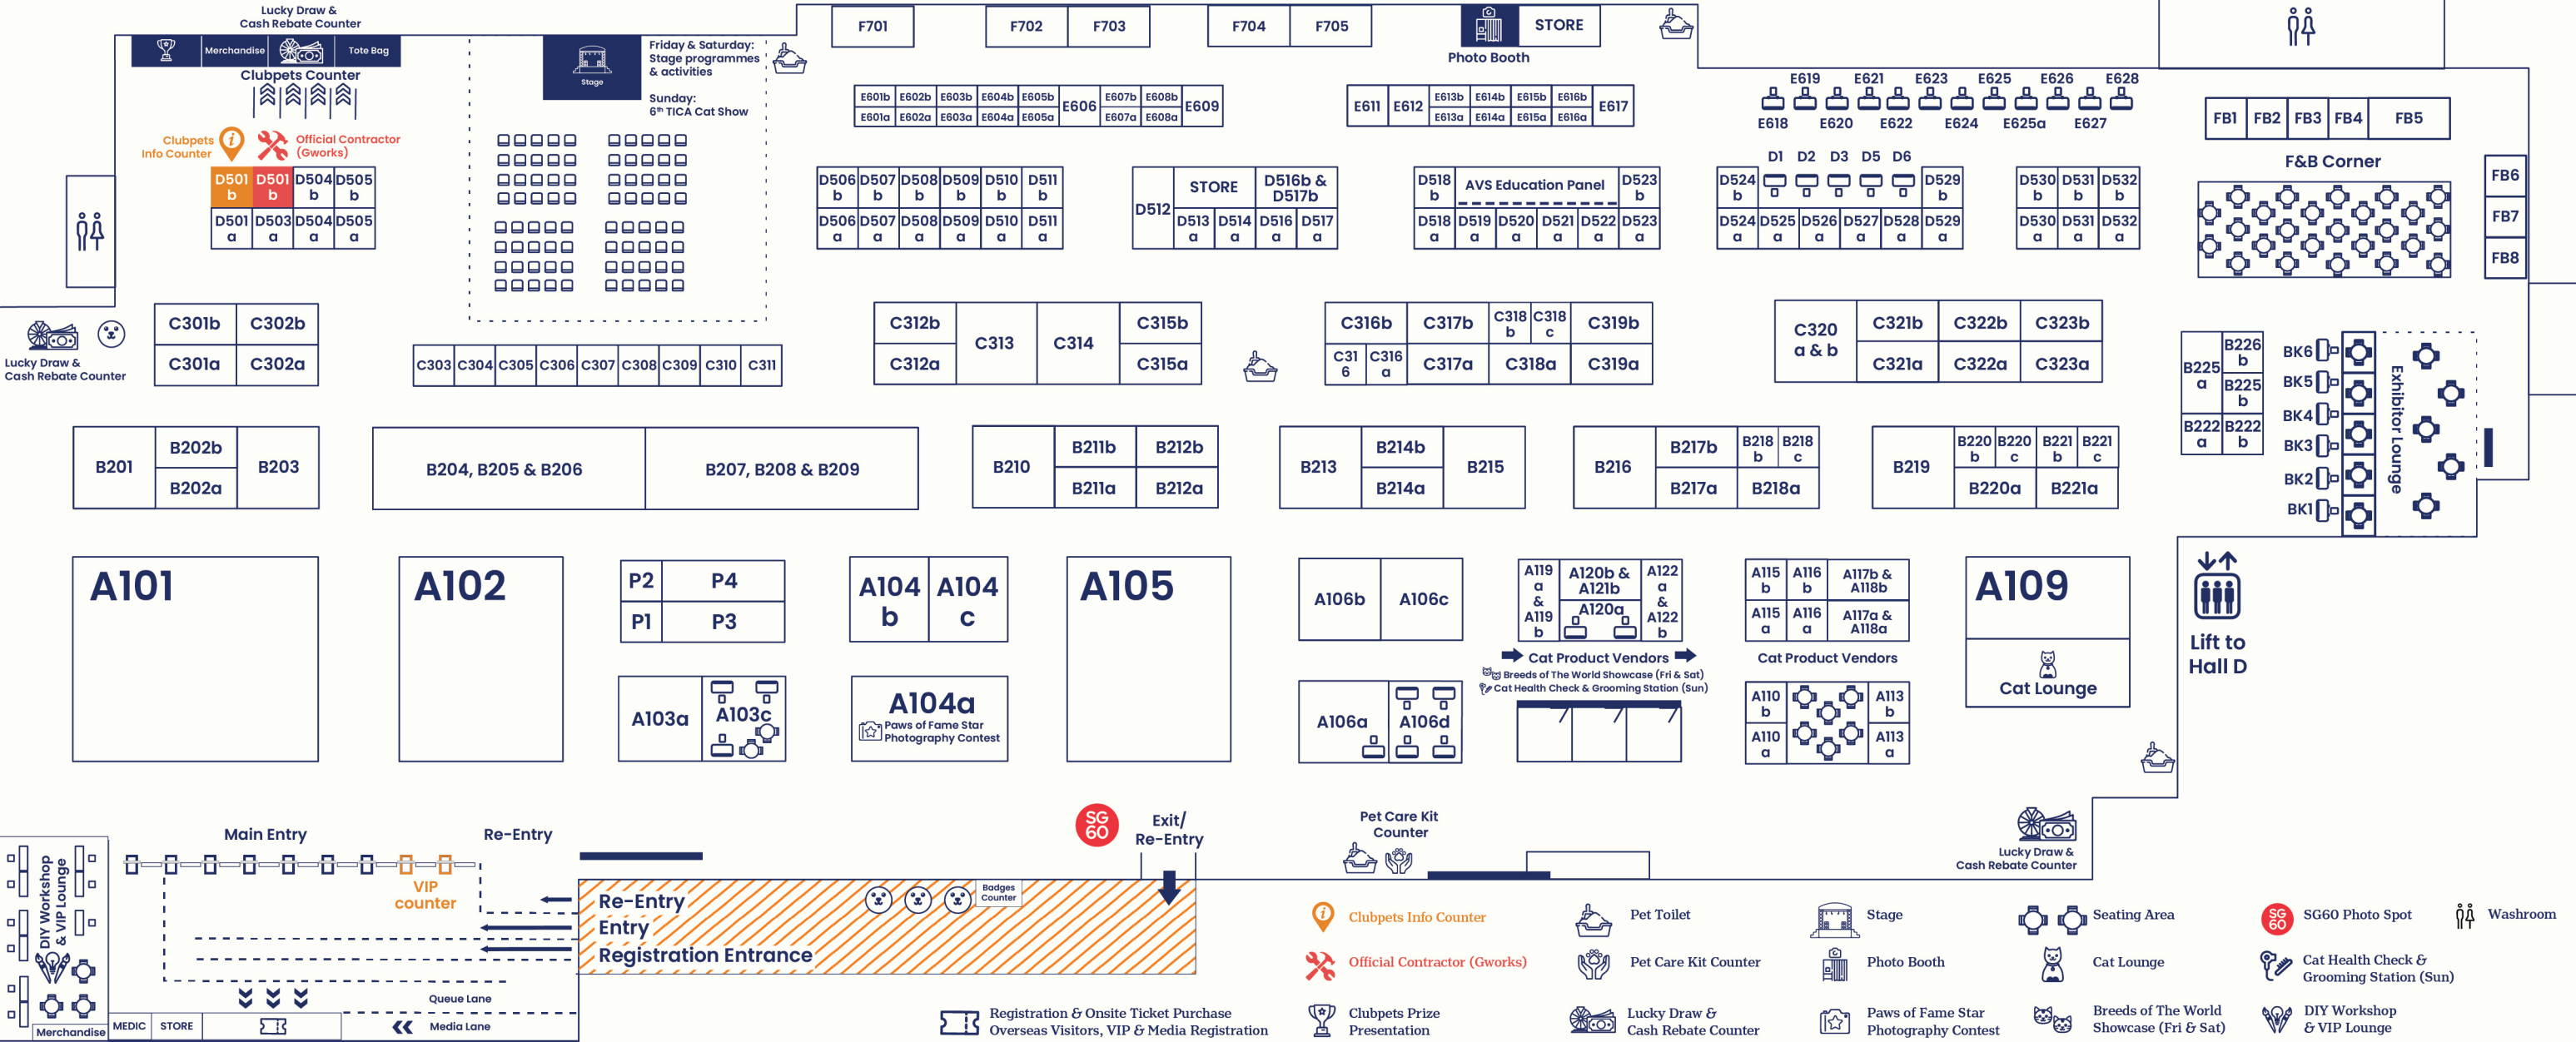 Lucky Draw &
Cash Rebate Counter
Merchandise
Tote Bag
Clubpets Counter
Stage
Friday & Saturday:
Stage programmes
& activities
Sunday:
6th TICA Cat Show
F701
F702
F703
F704
F705
STORE
Photo Booth
E601b
E602b
E603b
E604b
E605b
E606
E607b
E608b
E609
E601a
E602a
E603a
E604a
E605a
E607a
E608a
E611
E612
E613b
E614b
E615b
E616b
E617
E613a
E614a
E615a
E616a
E619
E621
E623
E625
E626
E628
E618
E620
E622
E624
E625a
E627
FB1
FB2
FB3
FB4
FB5
F&B Corner
FB6
FB7
FB8
Clubpets
Info Counter
Official Contractor
(Gworks)
D501
b
D501
b
D504
b
D505
b
D501
a
D503
a
D504
a
D505
a
D506
b
D507
b
D508
b
D509
b
D510
b
D511
b
D506
a
D507
a
D508
a
D509
a
D510
a
D511
a
D512
STORE
D516b &
D517b
D513
a
D514
a
D516
a
D517
a
D518
b
AVS Education Panel
D523
b
D518
a
D519
a
D520
a
D521
a
D522
a
D523
a
D1
D2
D3
D5
D6
D524
b
D529
b
D524
a
D525
a
D526
a
D527
a
D528
a
D529
a
D530
b
D531
b
D532
b
D530
a
D531
a
D532
a
Lucky Draw &
Cash Rebate Counter
C301b
C302b
C301a
C302a
C303
C304
C305
C306
C307
C308
C309
C310
C311
C312b
C313
C314
C315b
C312a
C315a
C316b
C317b
C318
b
C318
c
C319b
C31
6
C316
a
C317a
C318a
C319a
C320
a & b
C321b
C322b
C323b
C321a
C322a
C323a
B225
a
B226
b
B225
b
B222
a
B222
b
BK6
BK5
BK4
BK3
BK2
BK1
Exhibitor Lounge
B201
B202b
B203
B202a
B204, B205 & B206
B207, B208 & B209
B210
B211b
B212b
B211a
B212a
B213
B214b
B215
B214a
B216
B217b
B218
b
B218
c
B217a
B218a
B219
B220
b
B220
c
B221
b
B221
c
B220a
B221a
A101
A102
P2
P4
P1
P3
A103a
A103c
A104
b
A104
c
A104a
Paws of Fame Star
Photography Contest
A105
A106b
A106c
A106a
A106d
A119
a
&
A119
b
A120b &
A121b
A120a
A122
a
&
A122
b
Cat Product Vendors
Breeds of The World Showcase (Fri & Sat)
Cat Health Check & Grooming Station (Sun)
A115
b
A116
b
A117b &
A118b
A115
a
A116
a
A117a &
A118a
Cat Product Vendors
A110
b
A113
b
A110
a
A113
a
A109
Cat Lounge
Lift to
Hall D
Main Entry
Re-Entry
VIP
counter
DIY Workshop
& VIP Lounge
Merchandise
MEDIC
STORE
Queue Lane
Media Lane
Re-Entry
Entry
Registration Entrance
Badges
Counter
SG
60
Exit/
Re-Entry
Pet Care Kit
Counter
Lucky Draw &
Cash Rebate Counter
Clubpets Info Counter
Pet Toilet
Stage
Seating Area
SG
60
SG60 Photo Spot
Washroom
Official Contractor (Gworks)
Pet Care Kit Counter
Photo Booth
Cat Lounge
Cat Health Check &
Grooming Station (Sun)
Registration & Onsite Ticket Purchase
Overseas Visitors, VIP & Media Registration
Clubpets Prize
Presentation
Lucky Draw &
Cash Rebate Counter
Paws of Fame Star
Photography Contest
Breeds of The World
Showcase (Fri & Sat)
DIY Workshop
& VIP Lounge